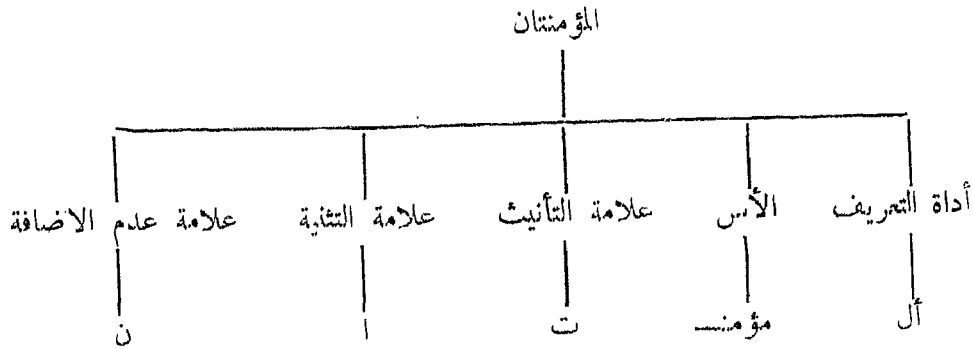 المؤمنتان
أداة التعريف الأس علامة التأنيث علامة التثنية علامة عدم الاضافة
أل مؤمنـ ت ا ن